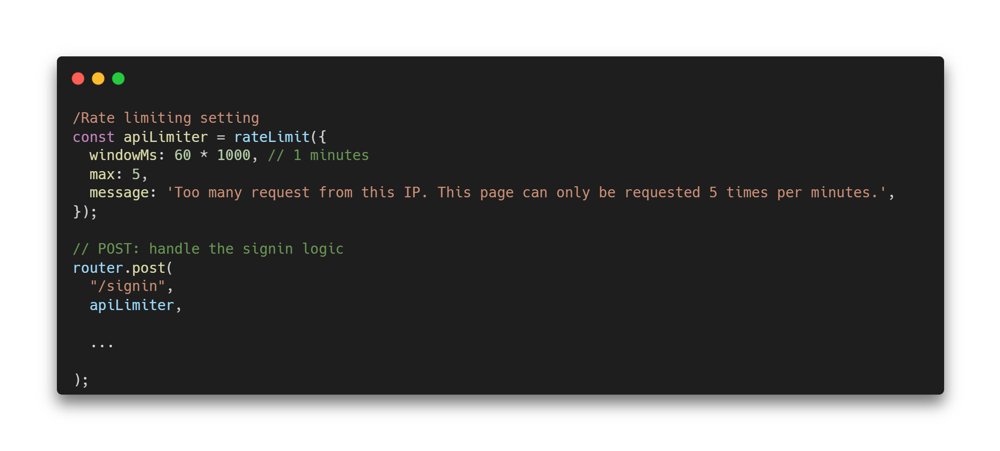 /Rate limiting setting
const apiLimiter = rateLimit({
  windowMs: 60 * 1000, // 1 minutes
  max: 5,
  message: 'Too many request from this IP. This page can only be requested 5 times per minutes.',
});

// POST: handle the signin logic
router.post(
  "/signin",
  apiLimiter,

  ...

);